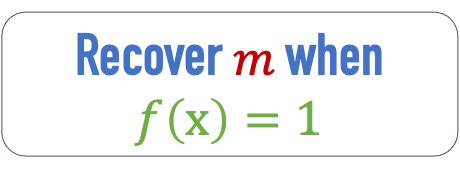 Recover m when
f(x) = 1